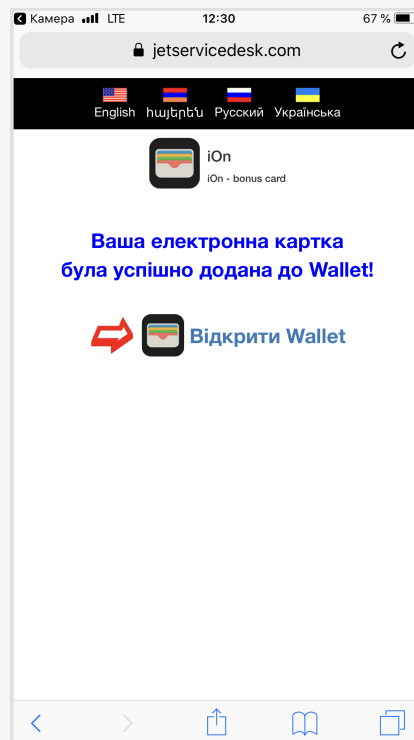 Камера LTE 12:30 67 %
jetservicedesk.com
English հայերեն Русский Українська
iOn
iOn - bonus card
Ваша електронна картка
була успішно додана до Wallet!
Відкрити Wallet